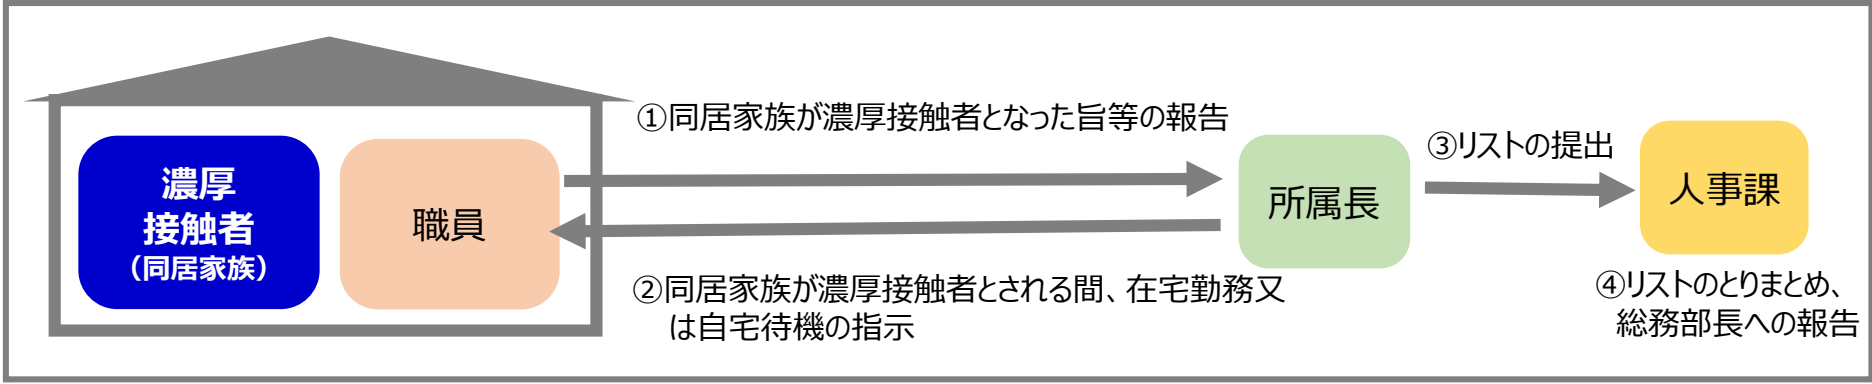 濃厚
接触者
（同居家族）
職員
①同居家族が濃厚接触者となった旨等の報告
②同居家族が濃厚接触者とされる間、在宅勤務又
は自宅待機の指示
所属長
③リストの提出
人事課
④リストのとりまとめ、
総務部長への報告